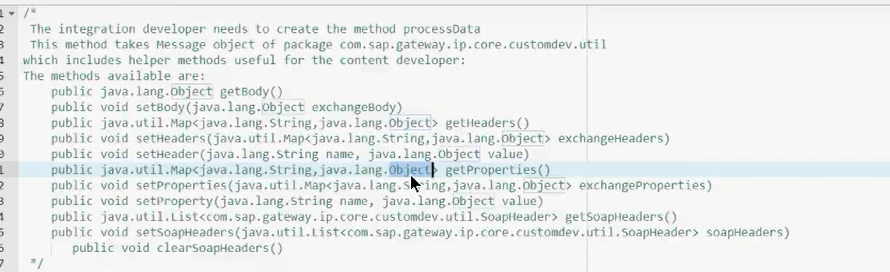 1 /*
2 The integration developer needs to create the method processData
3 This method takes Message object of package com.sap.gateway.ip.core.customdev.util
4 which includes helper methods useful for the content developer:
5 The methods available are:
6 public java.lang.Object getBody()
7 public void setBody(java.lang.Object exchangeBody)
8 public java.util.Map<java.lang.String,java.lang.Object> getHeaders()
9 public void setHeaders(java.util.Map<java.lang.String,java.lang.Object> exchangeHeaders)
0 public void setHeader(java.lang.String name, java.lang.Object value)
1 public java.util.Map<java.lang.String,java.lang.Object> getProperties()
2 public void setProperties(java.util.Map<java.lang.String,java.lang.Object> exchangeProperties)
3 public void setProperty(java.lang.String name, java.lang.Object value)
4 public java.util.List<com.sap.gateway.ip.core.customdev.util.SoapHeader> getSoapHeaders()
5 public void setSoapHeaders(java.util.List<com.sap.gateway.ip.core.customdev.util.SoapHeader> soapHeaders)
6 public void clearSoapHeaders()
7 */